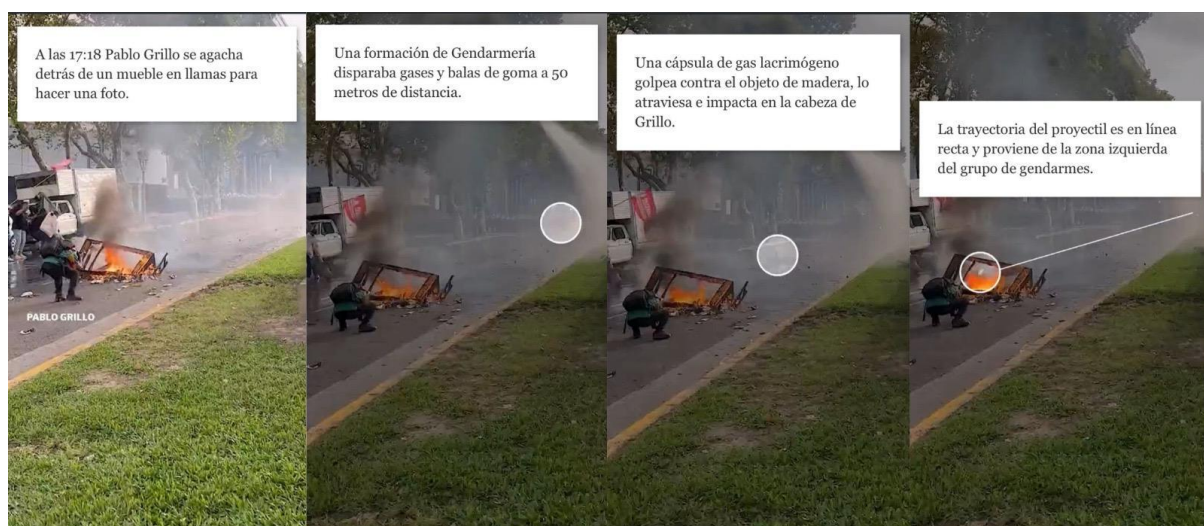 A las 17:18 Pablo Grillo se agacha
detrás de un mueble en llamas para
hacer una foto.
PABLO GRILLO
Una formación de Gendarmería
disparaba gases y balas de goma a 50
metros de distancia.
Una cápsula de gas lacrimógeno
golpea contra el objeto de madera, lo
atraviesa e impacta en la cabeza de
Grillo.
La trayectoria del proyectil es en línea
recta y proviene de la zona izquierda
del grupo de gendarmes.